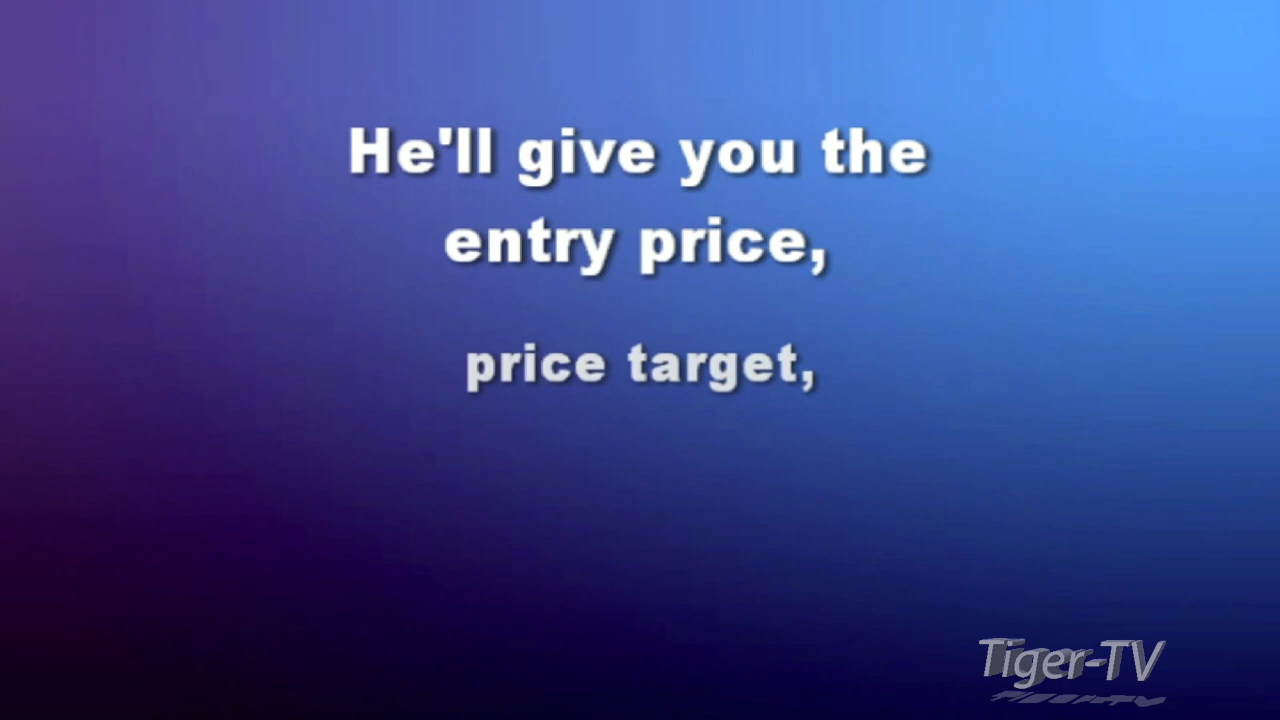 He'll give you the
entry price,
price target,
Tiger-TV